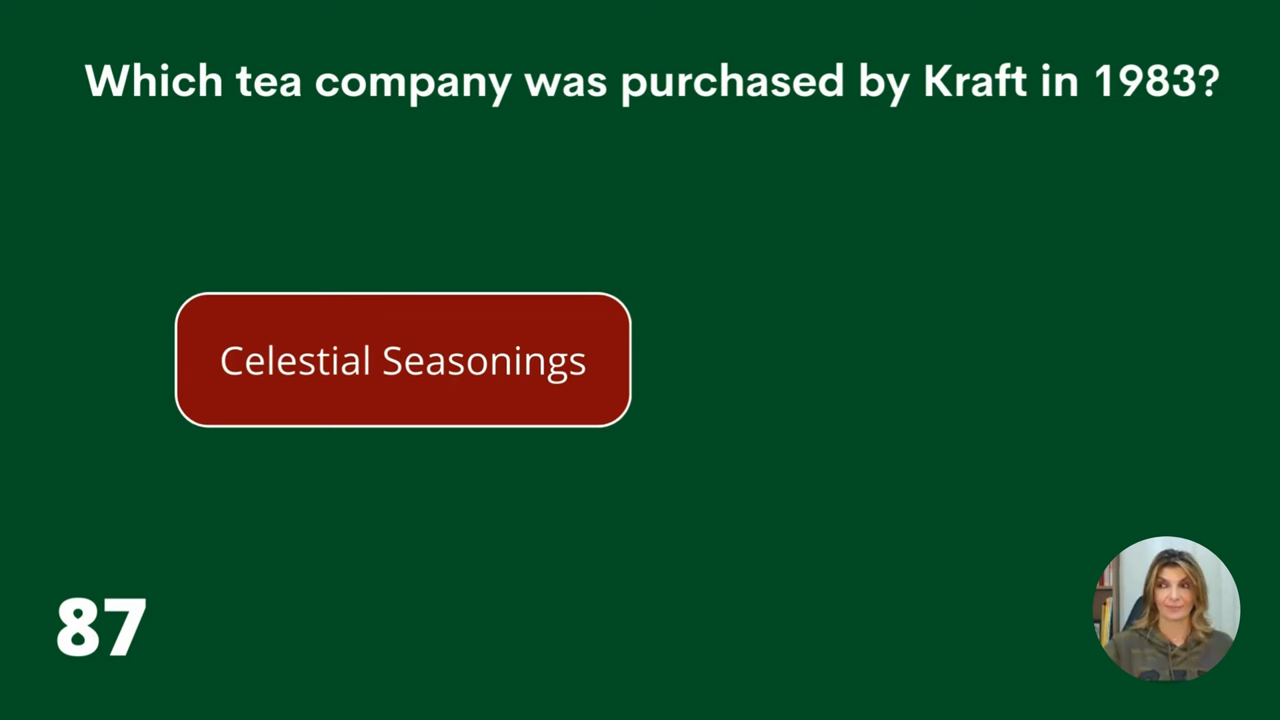 Which tea company was purchased by Kraft in 1983?
Celestial Seasonings
87